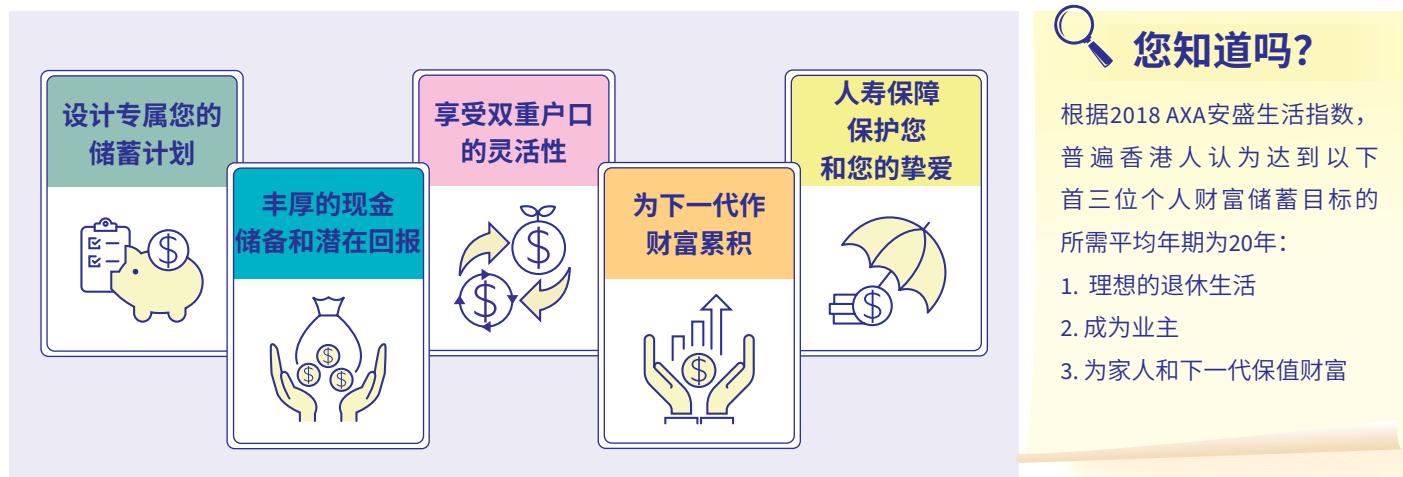 设计专属您的
储蓄计划
丰厚的现金
储备和潜在回报
享受双重户口
的灵活性
为下一代作
财富累积
人寿保障
保护您
和您的挚爱
您知道吗？
根据2018 AXA安盛生活指数，
普遍香港人认为达到以下
首三位个人财富储蓄目标的
所需平均年期为20年：
1. 理想的退休生活
2. 成为业主
3. 为家人和下一代保值财富